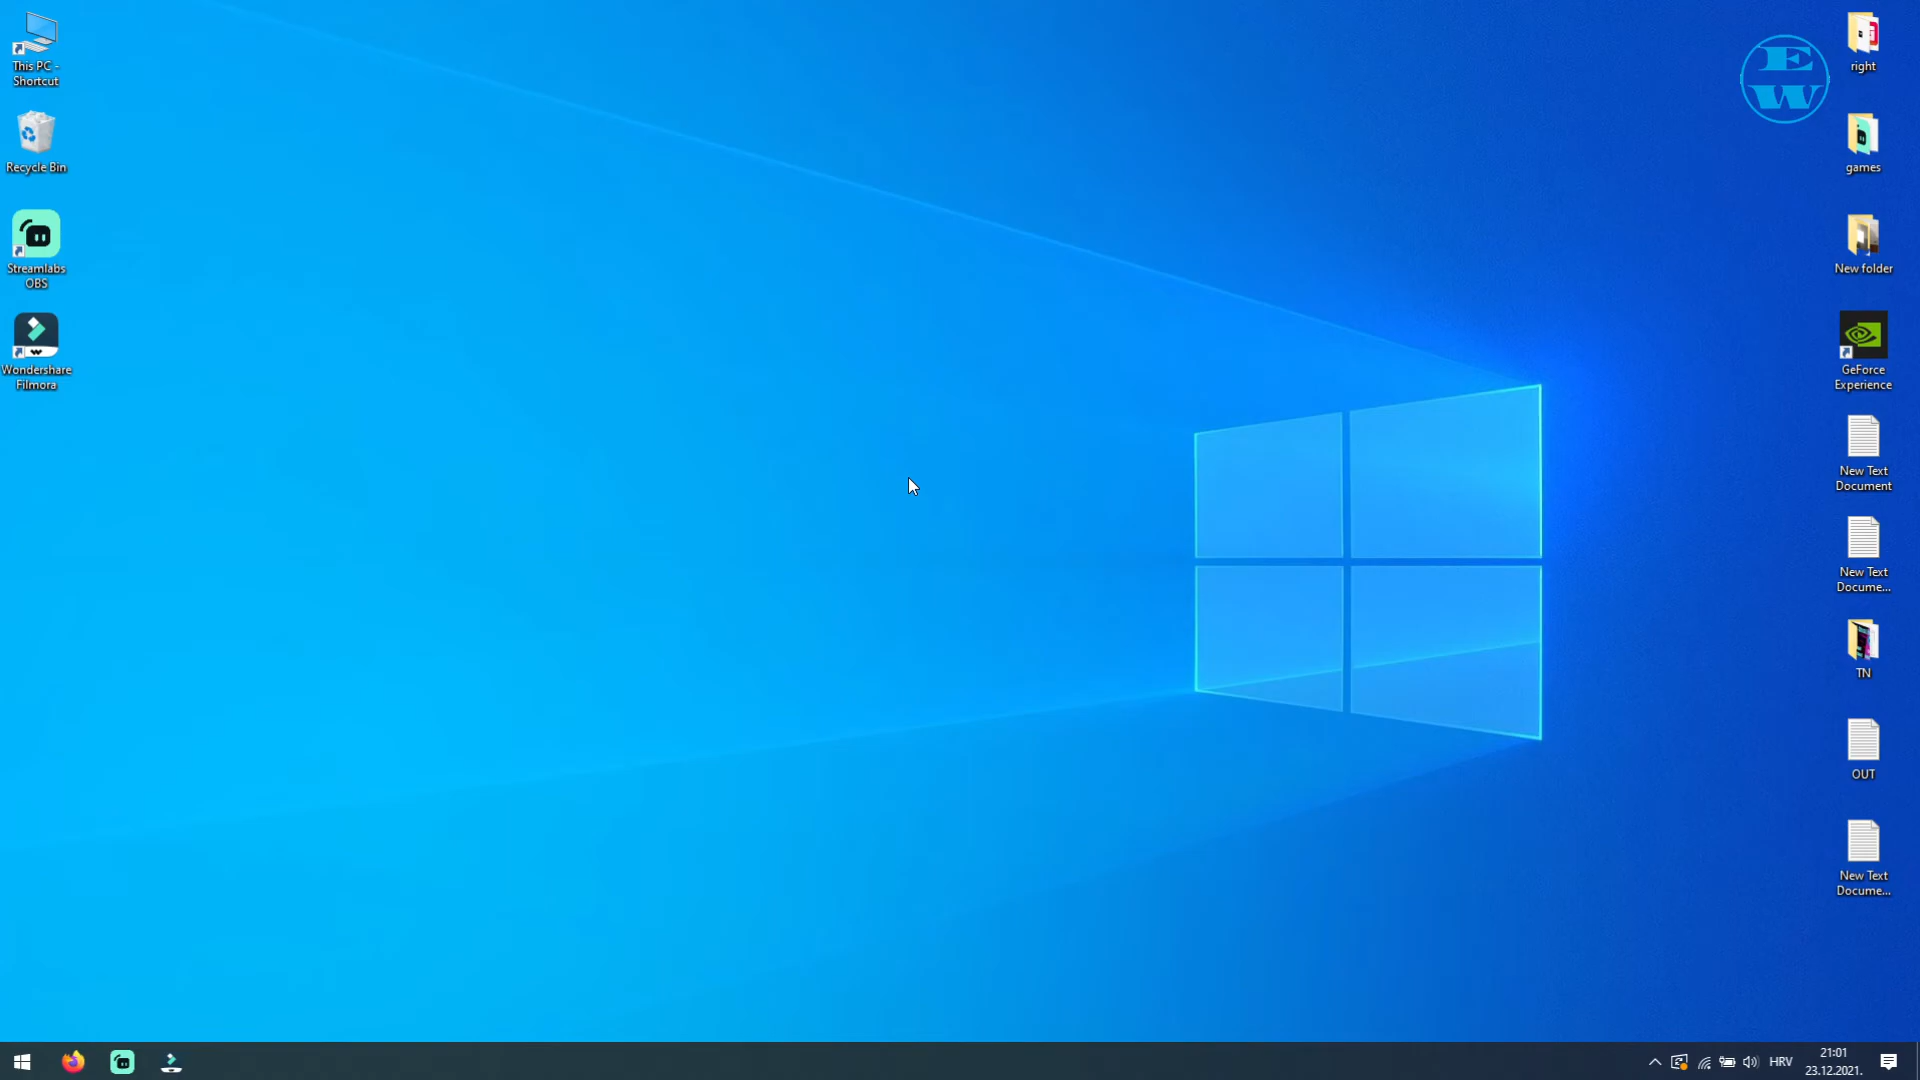 This PC -
Shortcut
Recycle Bin
Streamlabs
OBS
Wondershare
Filmora
EW
right
games
New folder
GeForce
Experience
New Text
Document
New Text
Docume...
TN
OUT
New Text
Docume...
HRV
21:01
23.12.2021.